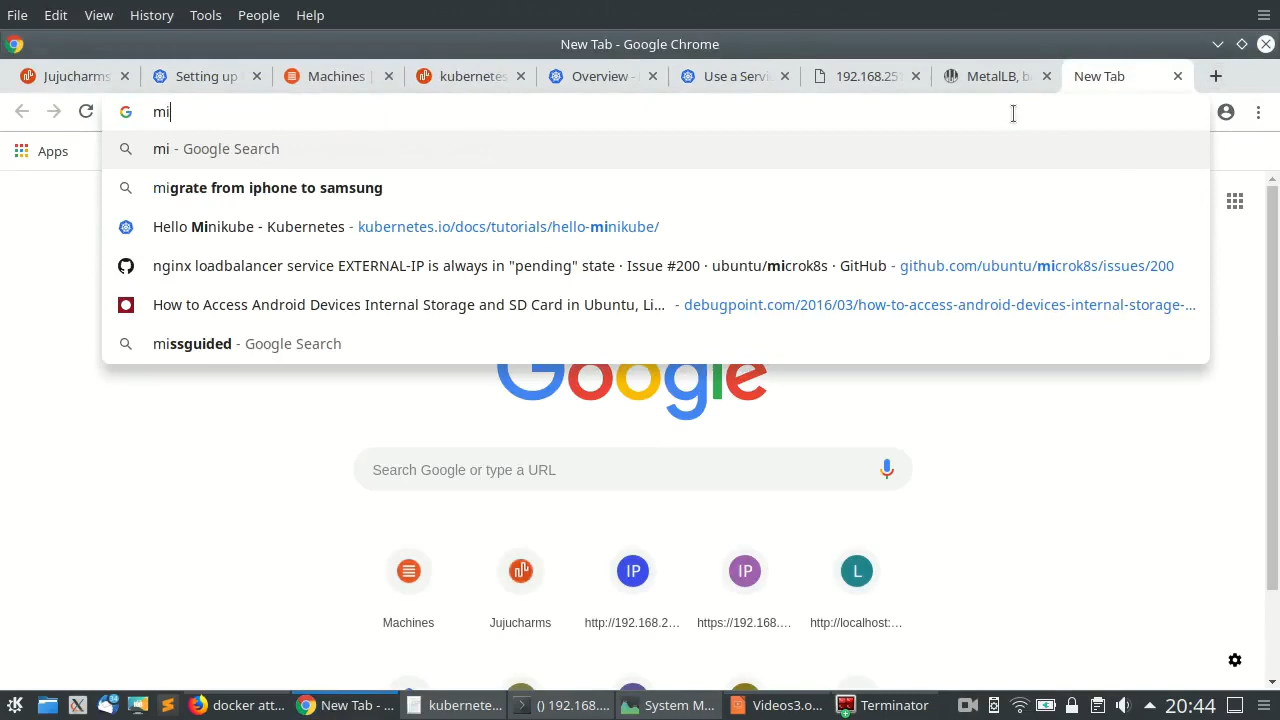 File Edit View History Tools People Help
New Tab - Google Chrome
Jujucharms Setting up Machines | kubernetes Overview - Use a Servi 192.168.251 MetalLB, ba New Tab
mi
Apps
mi - Google Search
migrate from iphone to samsung
Hello Minikube - Kubernetes - kubernetes.io/docs/tutorials/hello-minikube/
nginx loadbalancer service EXTERNAL-IP is always in "pending" state · Issue #200 · ubuntu/microk8s · GitHub - github.com/ubuntu/microk8s/issues/200
How to Access Android Devices Internal Storage and SD Card in Ubuntu, Li... - debugpoint.com/2016/03/how-to-access-android-devices-internal-storage-...
missguided - Google Search
Google
Search Google or type a URL
IP IP L
Machines Jujucharms http://192.168.2... https://192.168.... http://localhost:...
docker att... New Tab - ... kubernete... () 192.168.... System M... Videos3.o... Terminator 20:44